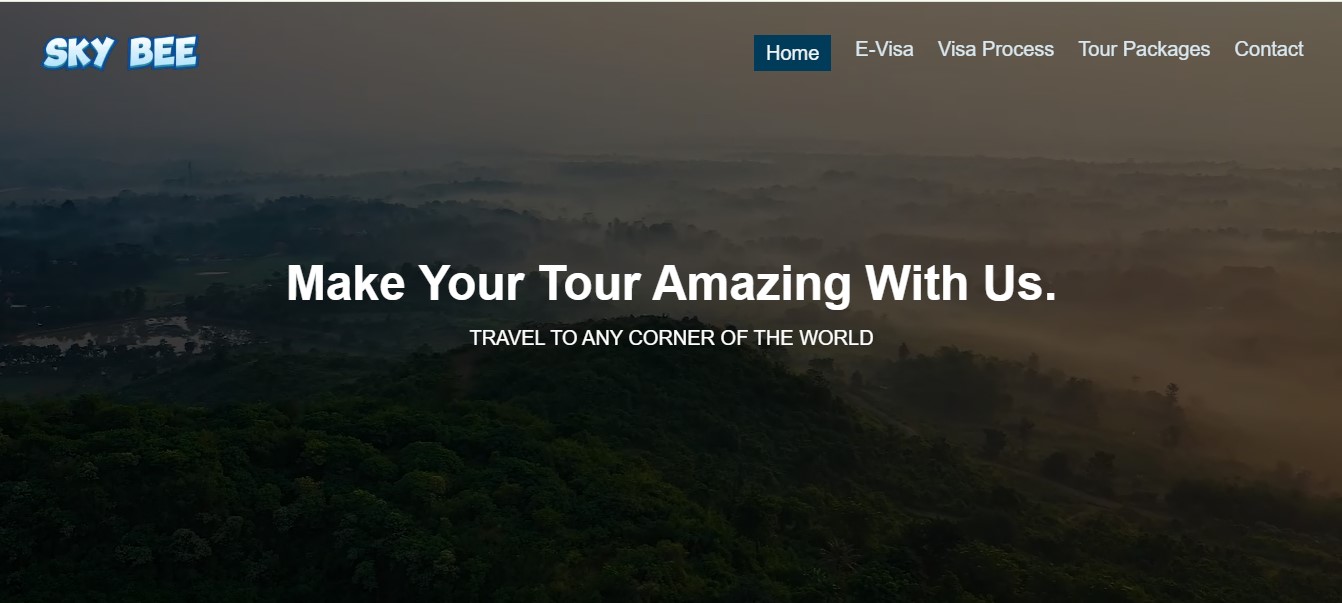 SKY BEE
Home E-Visa Visa Process Tour Packages Contact
Make Your Tour Amazing With Us.
TRAVEL TO ANY CORNER OF THE WORLD